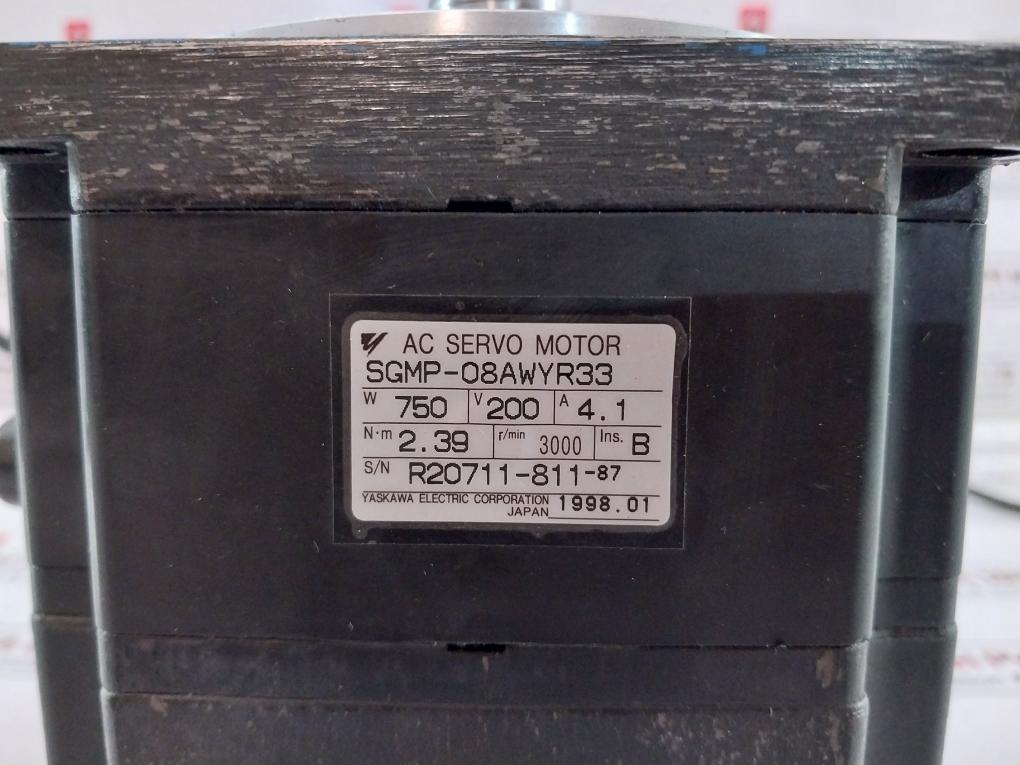 AC SERVO MOTOR
SGMP-08AWYR33
W 750 V 200 A 4.1
N·m 2.39 r/min 3000 Ins. B
S/N R20711-811-87
YASKAWA ELECTRIC CORPORATION
JAPAN 1998.01